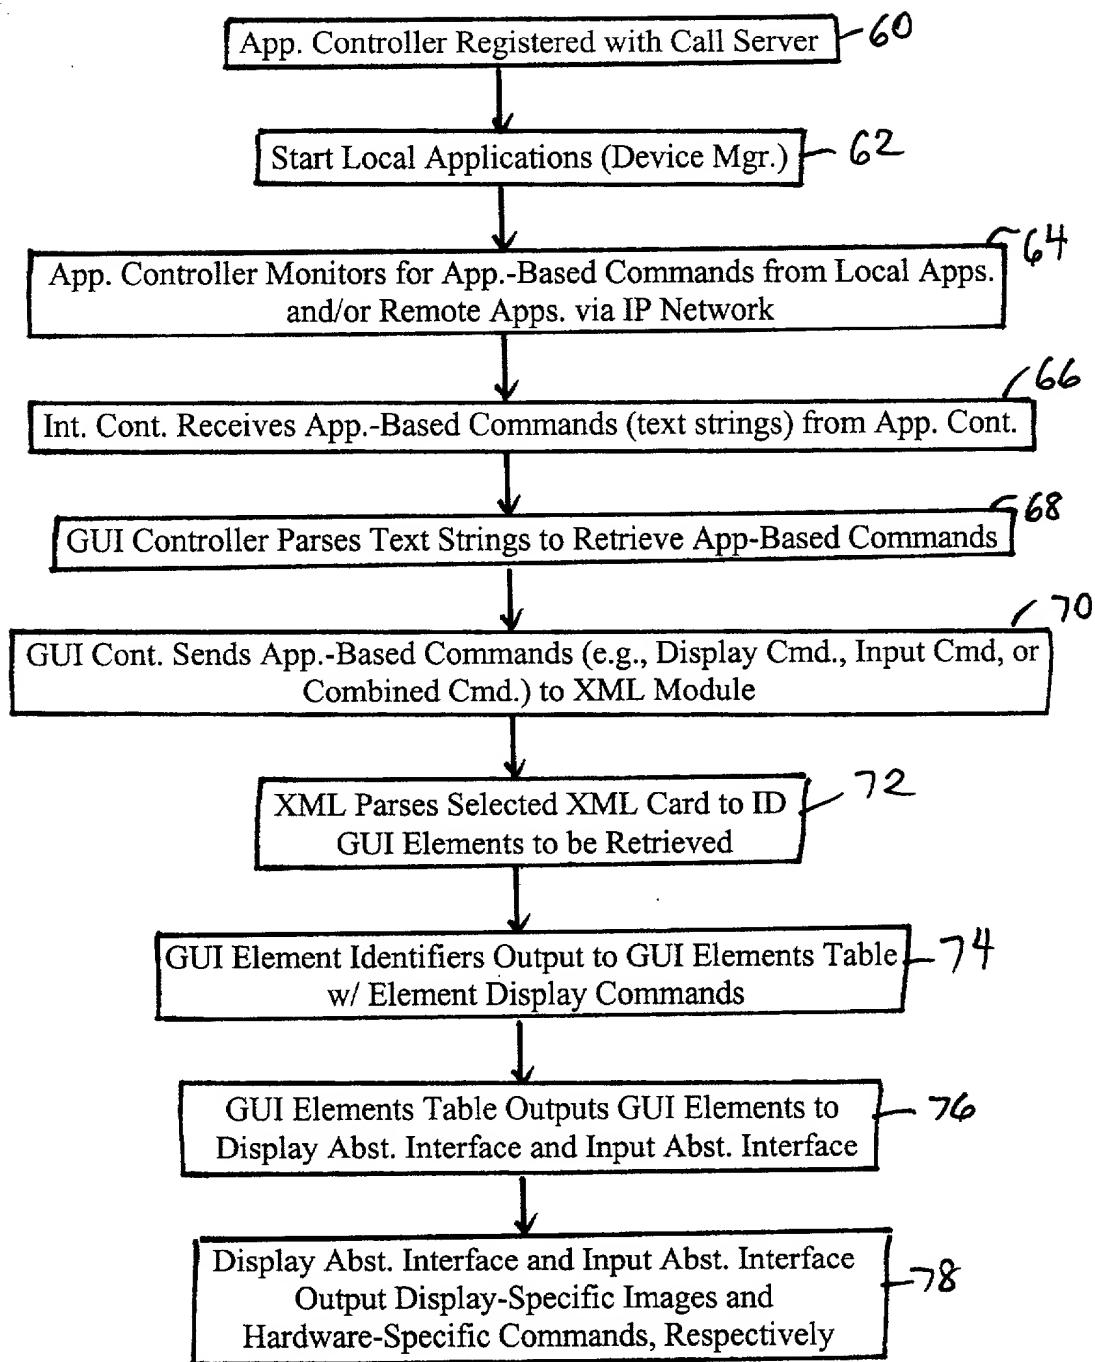 App. Controller Registered with Call Server
60
Start Local Applications (Device Mgr.)
62
64
App. Controller Monitors for App.-Based Commands from Local Apps.
and/or Remote Apps. via IP Network
66
Int. Cont. Receives App.-Based Commands (text strings) from App. Cont.
68
GUI Controller Parses Text Strings to Retrieve App-Based Commands
70
GUI Cont. Sends App.-Based Commands (e.g., Display Cmd., Input Cmd, or
Combined Cmd.) to XML Module
72
XML Parses Selected XML Card to ID
GUI Elements to be Retrieved
GUI Element Identifiers Output to GUI Elements Table
74
w/ Element Display Commands
GUI Elements Table Outputs GUI Elements to
76
Display Abst. Interface and Input Abst. Interface
Display Abst. Interface and Input Abst. Interface
78
Output Display-Specific Images and
Hardware-Specific Commands, Respectively